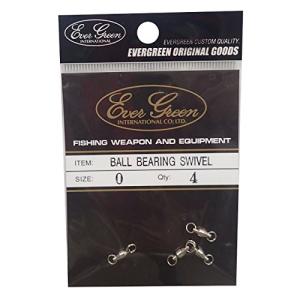 Ever Green
INTERNATIONAL
EVERGREEN CUSTOM QUALITY
EVERGREEN ORIGINAL GOODS
Ever Green
INTERNATIONAL CO., LTD.
FISHING WEAPON AND EQUIPMENT
ITEM: BALL BEARING SWIVEL
SIZE: 0 Qty: 4